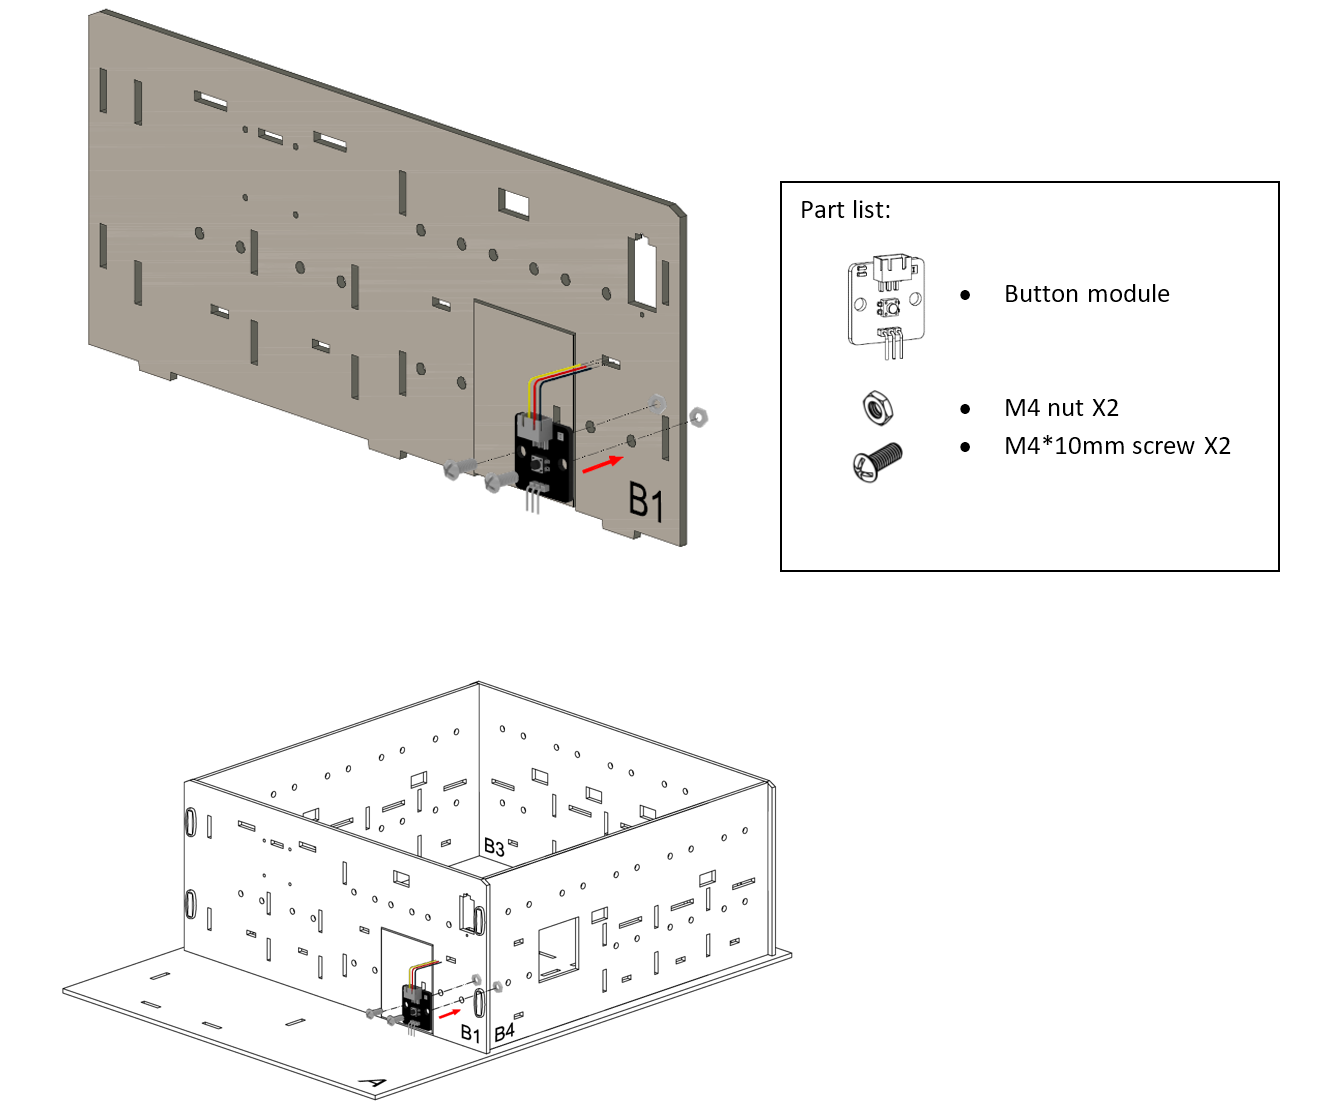 Part list:
• Button module
• M4 nut X2
• M4*10mm screw X2
B1
B3
B1
B4
A